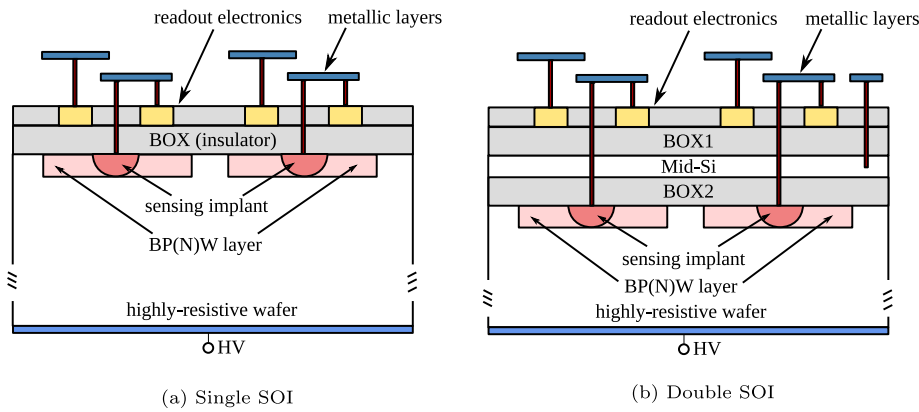 readout electronics
metallic layers
BOX (insulator)
sensing implant
BP(N)W layer
highly-resistive wafer
HV
(a) Single SOI
readout electronics
metallic layers
BOX1
Mid-Si
BOX2
sensing implant
BP(N)W layer
highly-resistive wafer
HV
(b) Double SOI